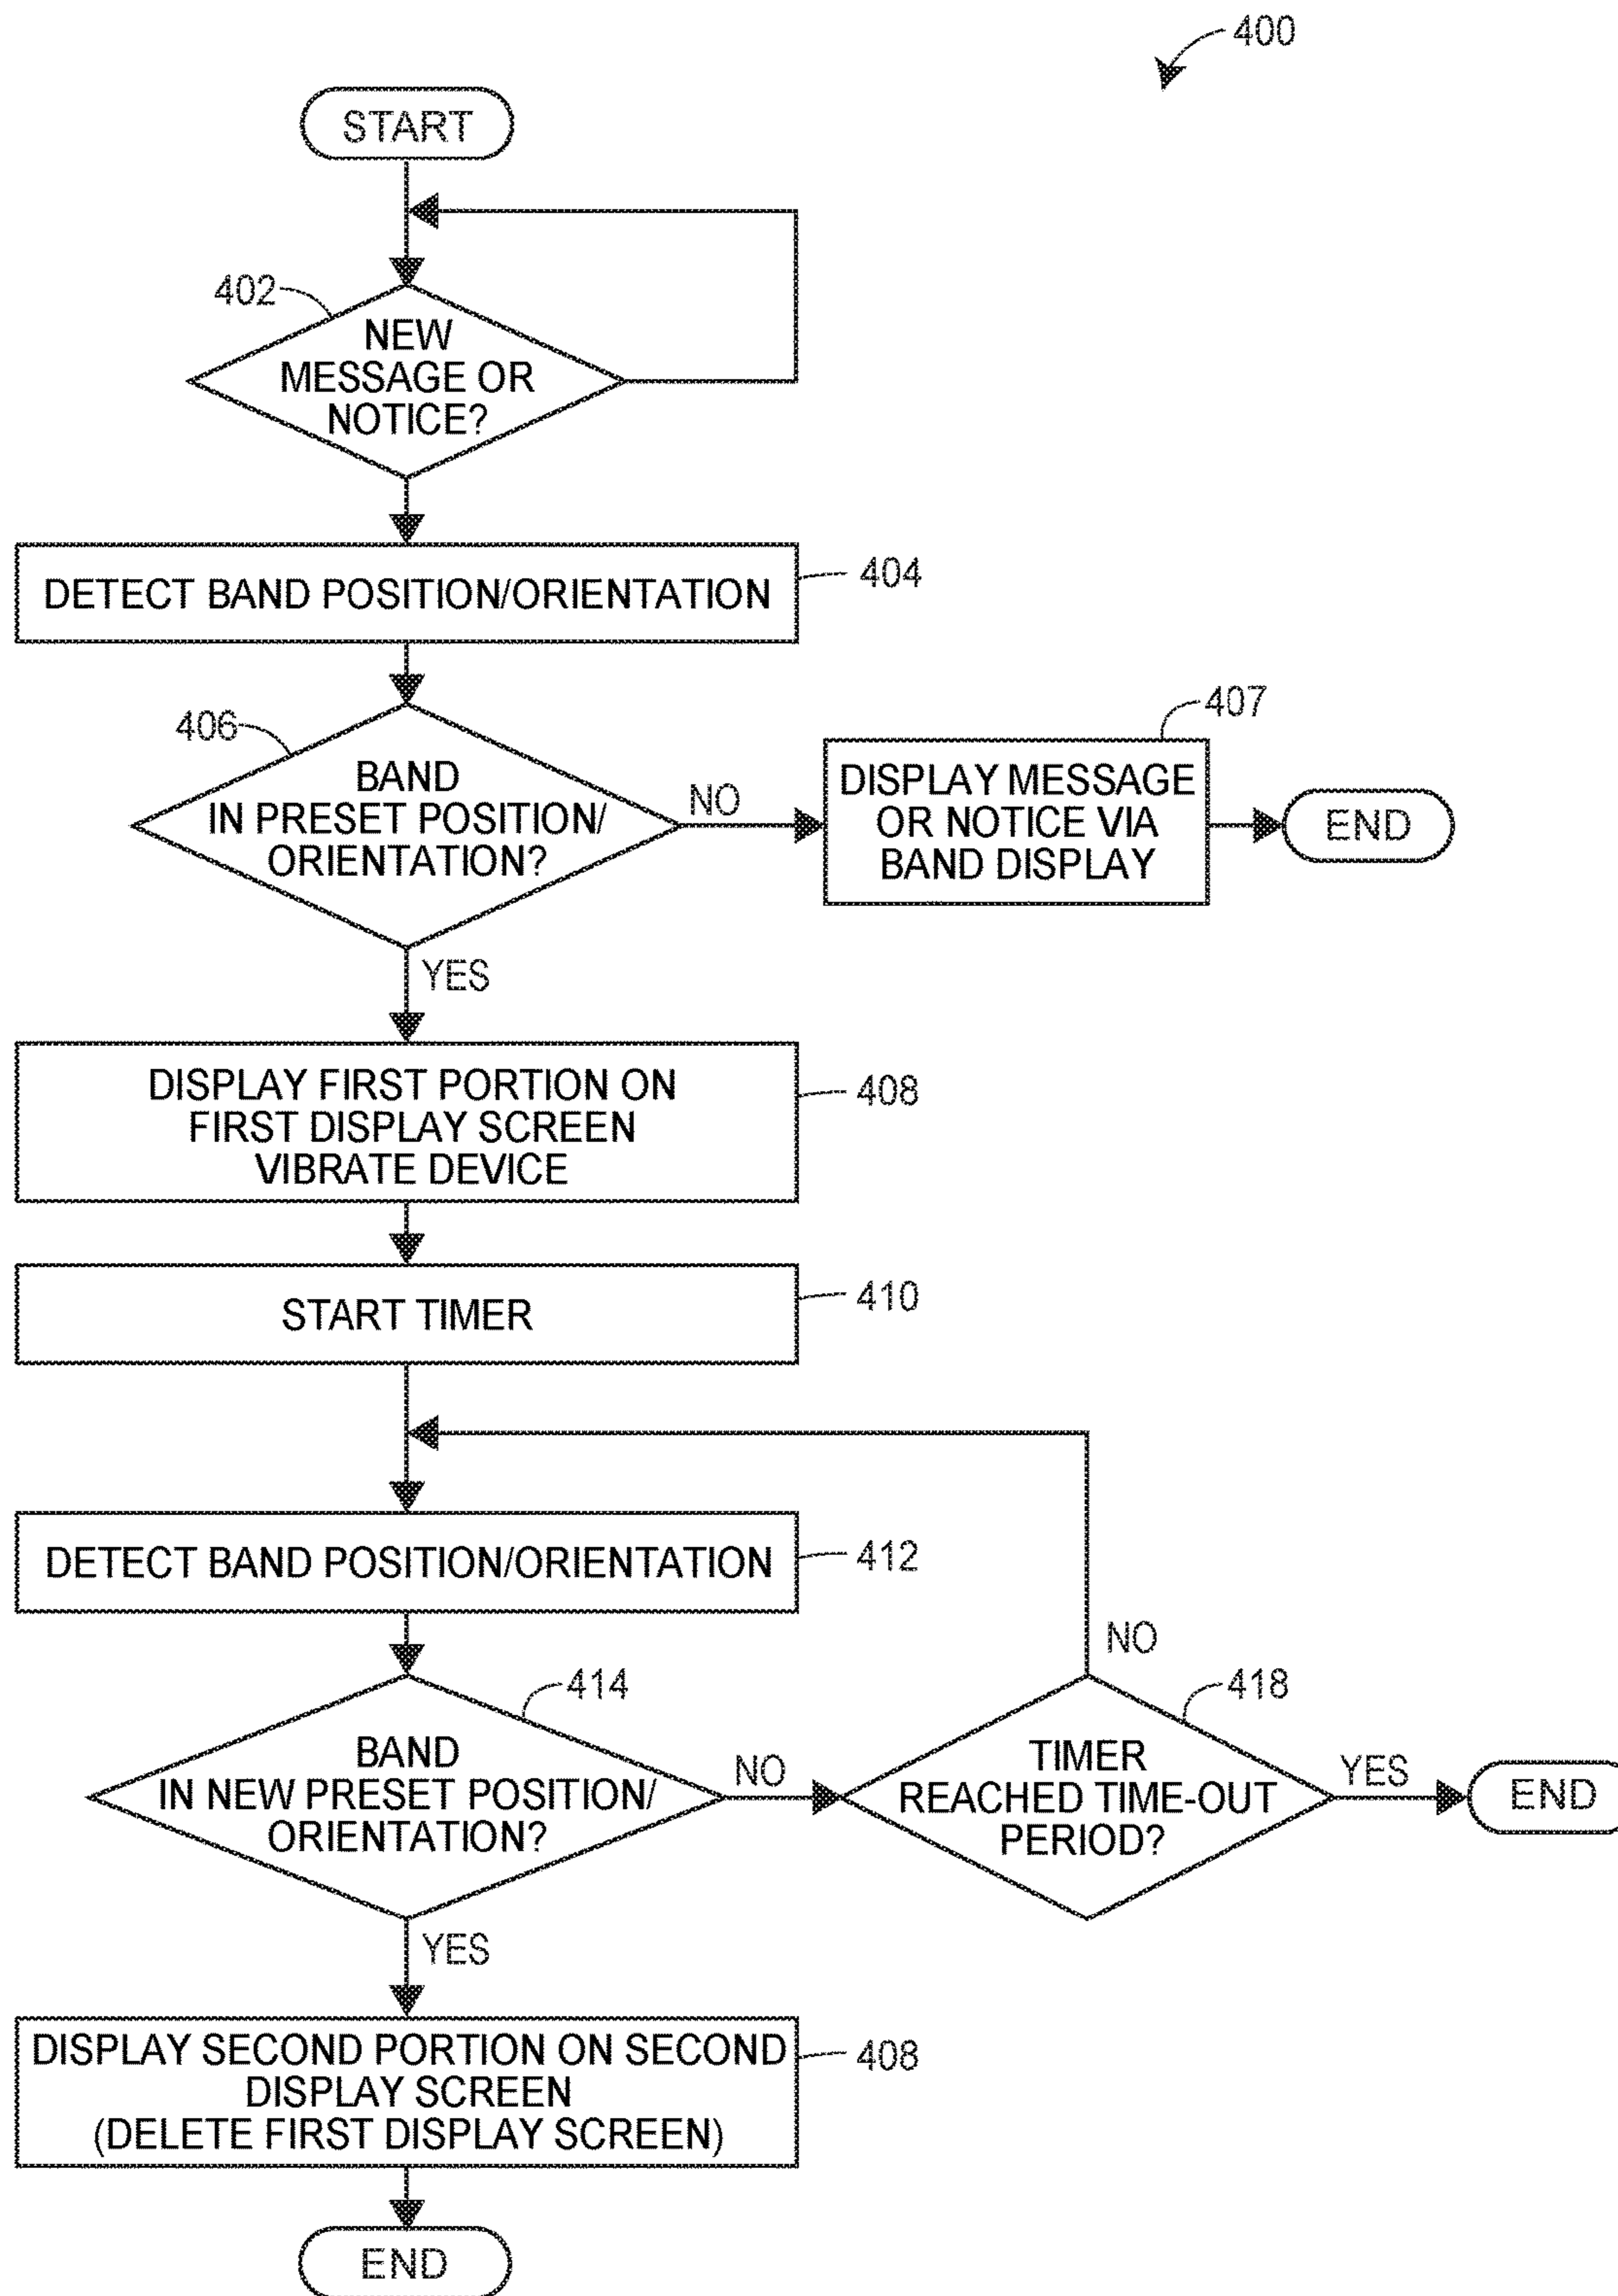 400
START
402
NEW
MESSAGE OR
NOTICE?
DETECT BAND POSITION/ORIENTATION
404
406
BAND
IN PRESET POSITION/
ORIENTATION?
NO
407
DISPLAY MESSAGE
OR NOTICE VIA
BAND DISPLAY
END
YES
DISPLAY FIRST PORTION ON
FIRST DISPLAY SCREEN
VIBRATE DEVICE
408
START TIMER
410
DETECT BAND POSITION/ORIENTATION
412
414
BAND
IN NEW PRESET POSITION/
ORIENTATION?
NO
NO
418
TIMER
REACHED TIME-OUT
PERIOD?
YES
END
YES
DISPLAY SECOND PORTION ON SECOND
DISPLAY SCREEN
(DELETE FIRST DISPLAY SCREEN)
408
END